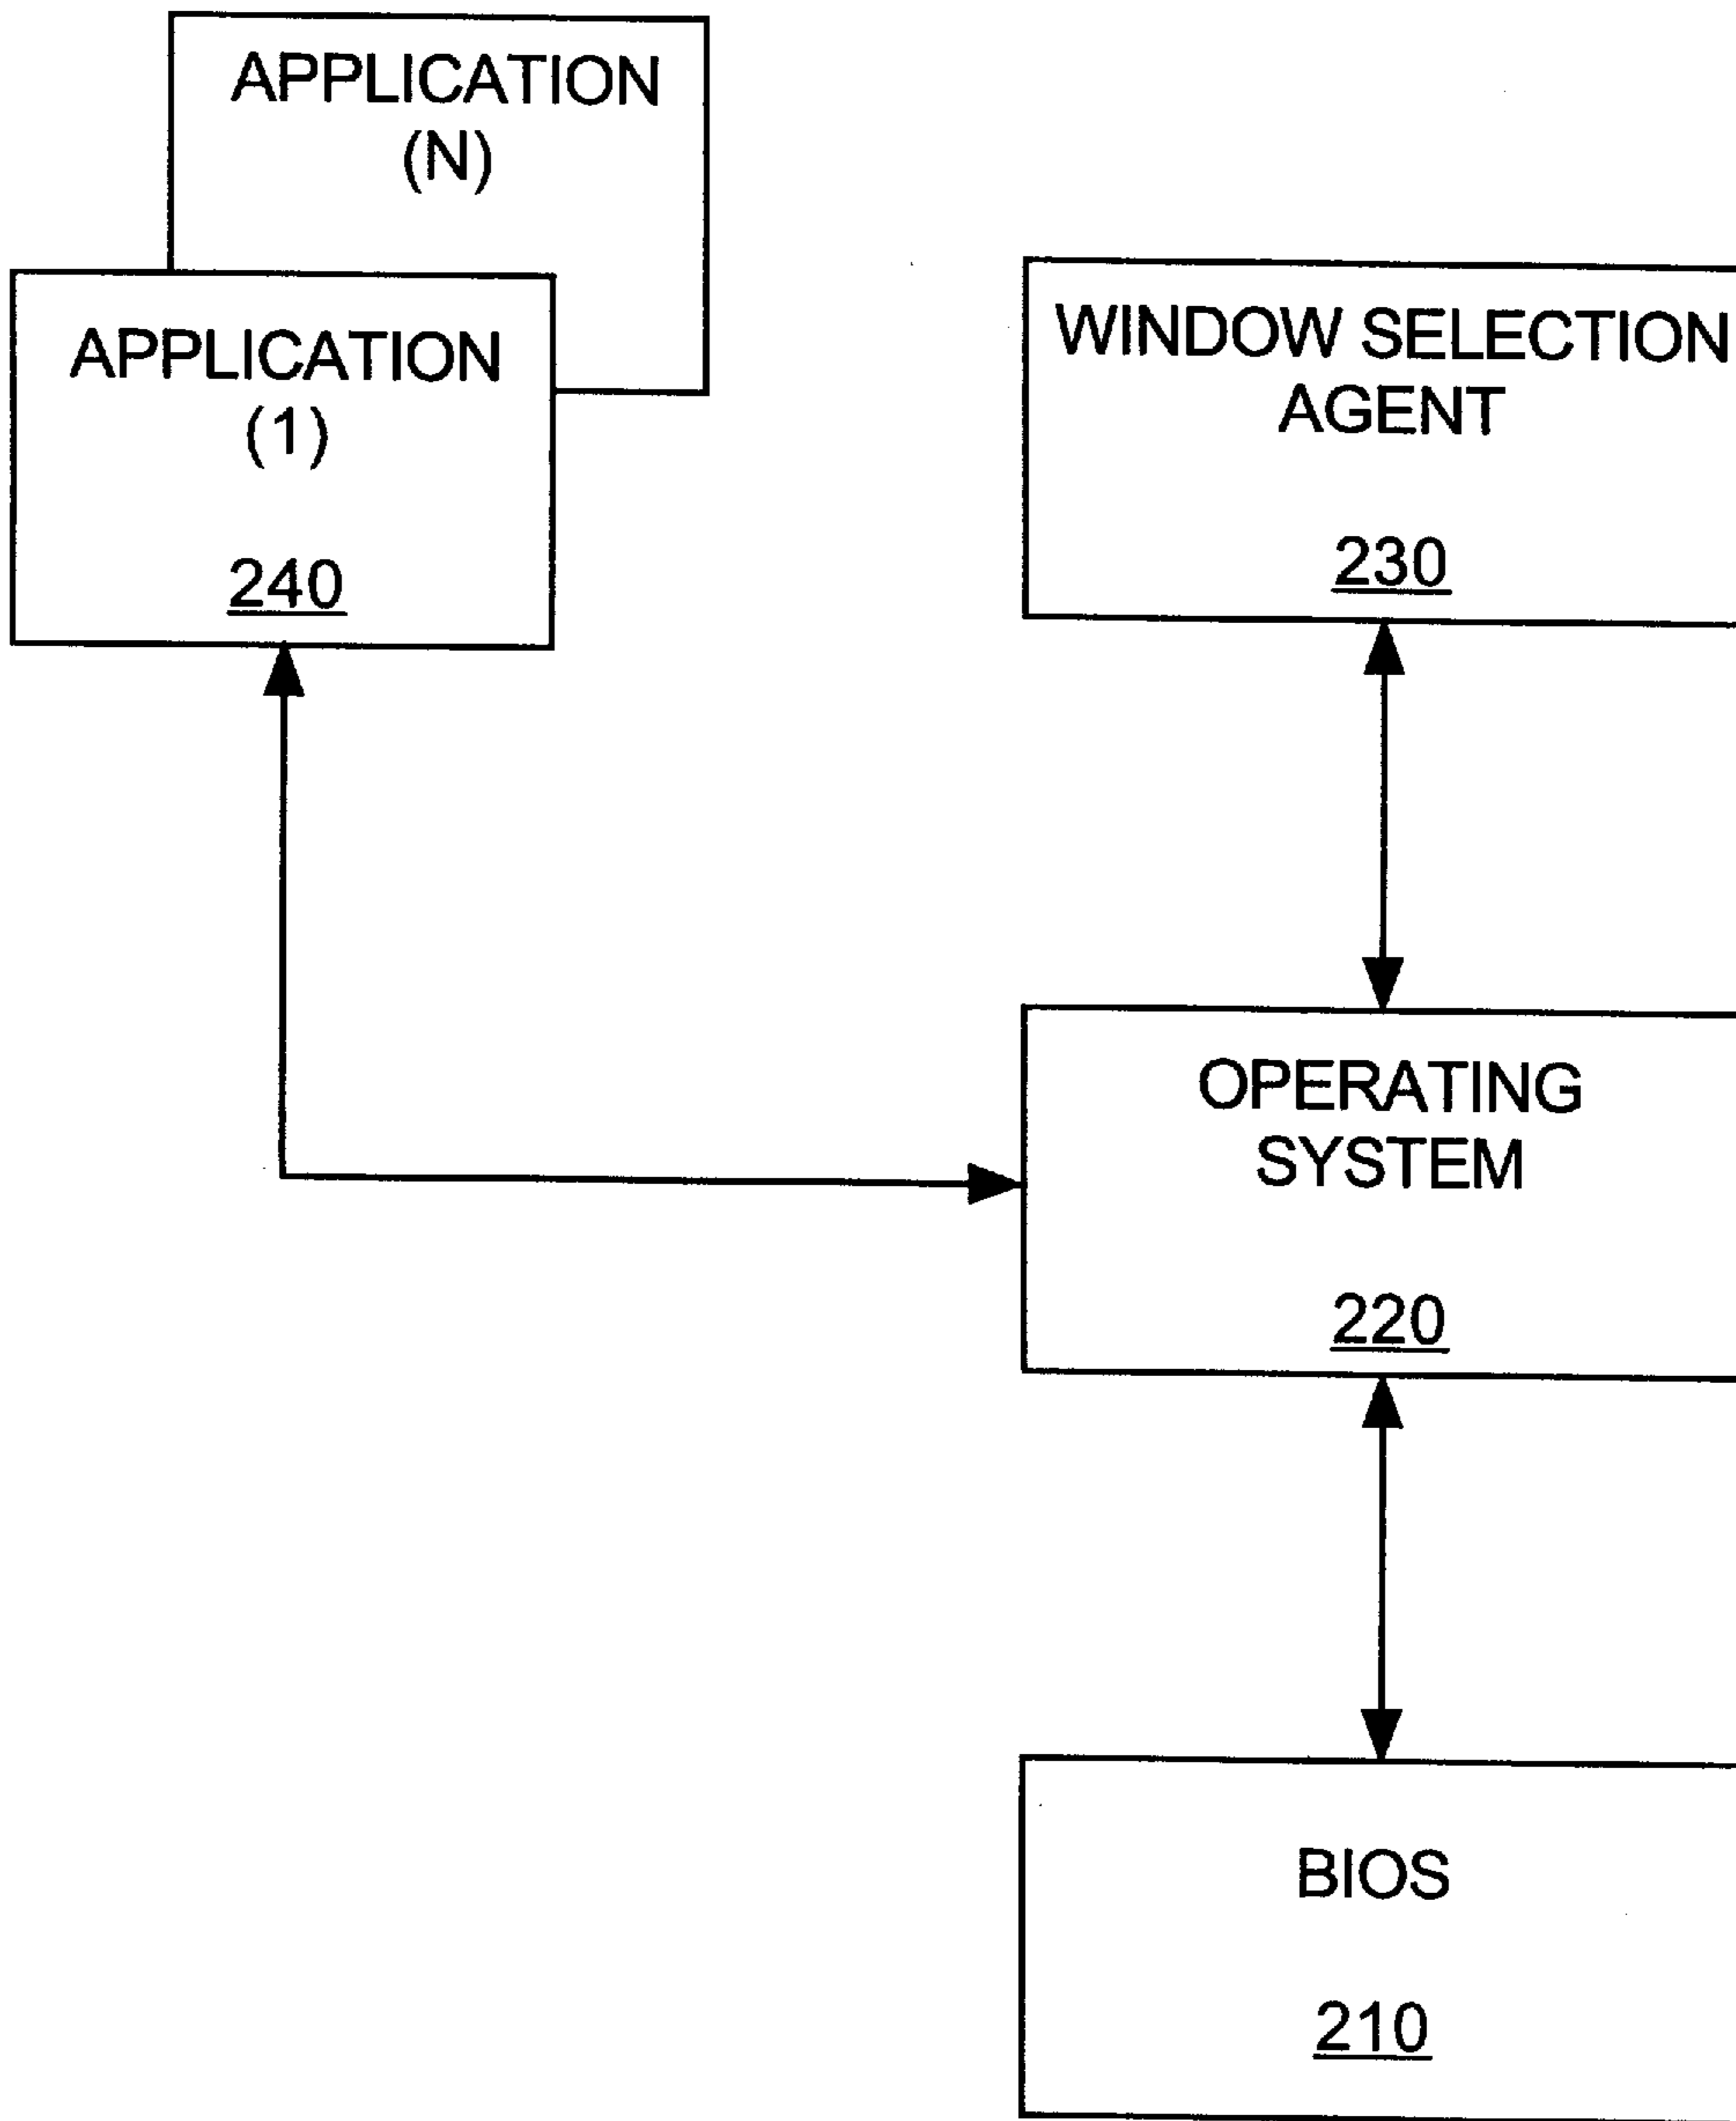 APPLICATION
(N)
APPLICATION
(1)
240
WINDOW SELECTION
AGENT
230
OPERATING
SYSTEM
220
BIOS
210